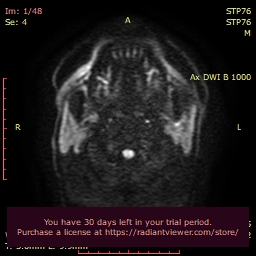 Im: 1/48
STP76
Se: 4
STP76
M
A
Ax DWI B 1000
R
L
You have 30 days left in your trial period.
Purchase a license at https://radiantviewer.com/store/